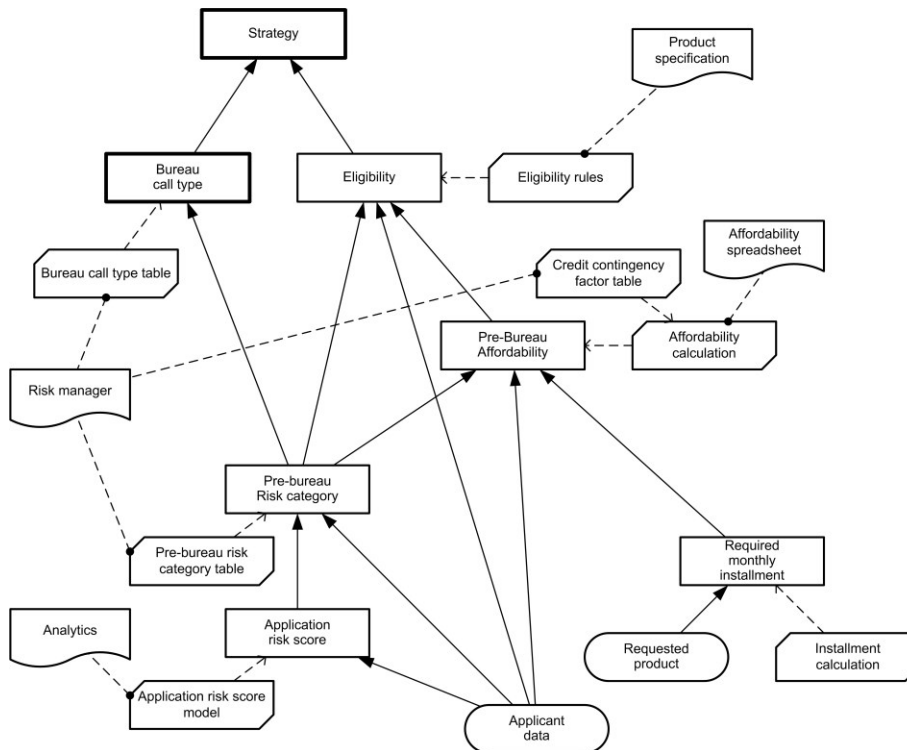 Strategy
Product
specification
Bureau
call type
Eligibility
Eligibility rules
Bureau call type table
Credit contingency
factor table
Affordability
spreadsheet
Pre-Bureau
Affordability
Affordability
calculation
Risk manager
Pre-bureau
Risk category
Pre-bureau risk
category table
Required
monthly
installment
Analytics
Application
risk score
Requested
product
Installment
calculation
Application risk score
model
Applicant
data